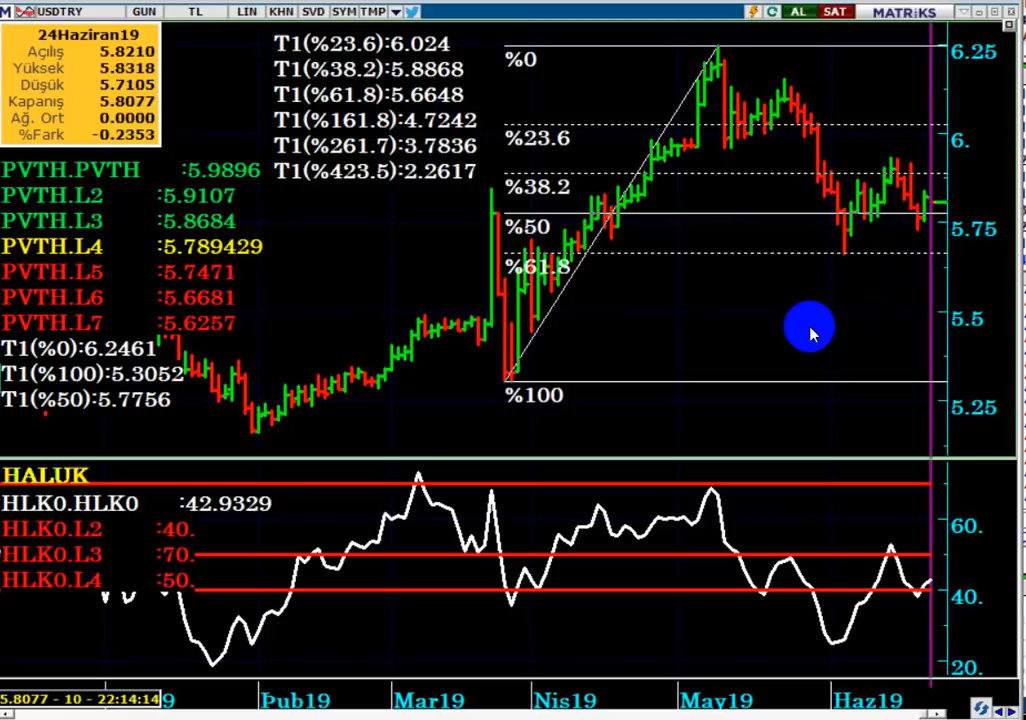 M USDTRY GUN TL LIN KHN SVD SYM TMP AL SAT MATRiKS
24Haziran19
Açılış 5.8210
Yüksek 5.8318
Düşük 5.7105
Kapanış 5.8077
Ağ. Ort 0.0000
%Fark -0.2353
T1(%23.6):6.024
T1(%38.2):5.8868
T1(%61.8):5.6648
T1(%161.8):4.7242
T1(%261.7):3.7836
T1(%423.5):2.2617
PVTH.PVTH :5.9896
PVTH.L2 :5.9107
PVTH.L3 :5.8684
PVTH.L4 :5.789429
PVTH.L5 :5.7471
PVTH.L6 :5.6681
PVTH.L7 :5.6257
T1(%0):6.2461
T1(%100):5.3052
T1(%50):5.7756
%0
%23.6
%38.2
%50
%61.8
%100
6.25
6.
5.75
5.5
5.25
HALUK
HLK0.HLK0 :42.9329
HLK0.L2 :40.
HLK0.L3 :70.
HLK0.L4 :50.
60.
40.
20.
5.8077 - 10 - 22:14:14 9 Þub19 Mar19 Nis19 May19 Haz19